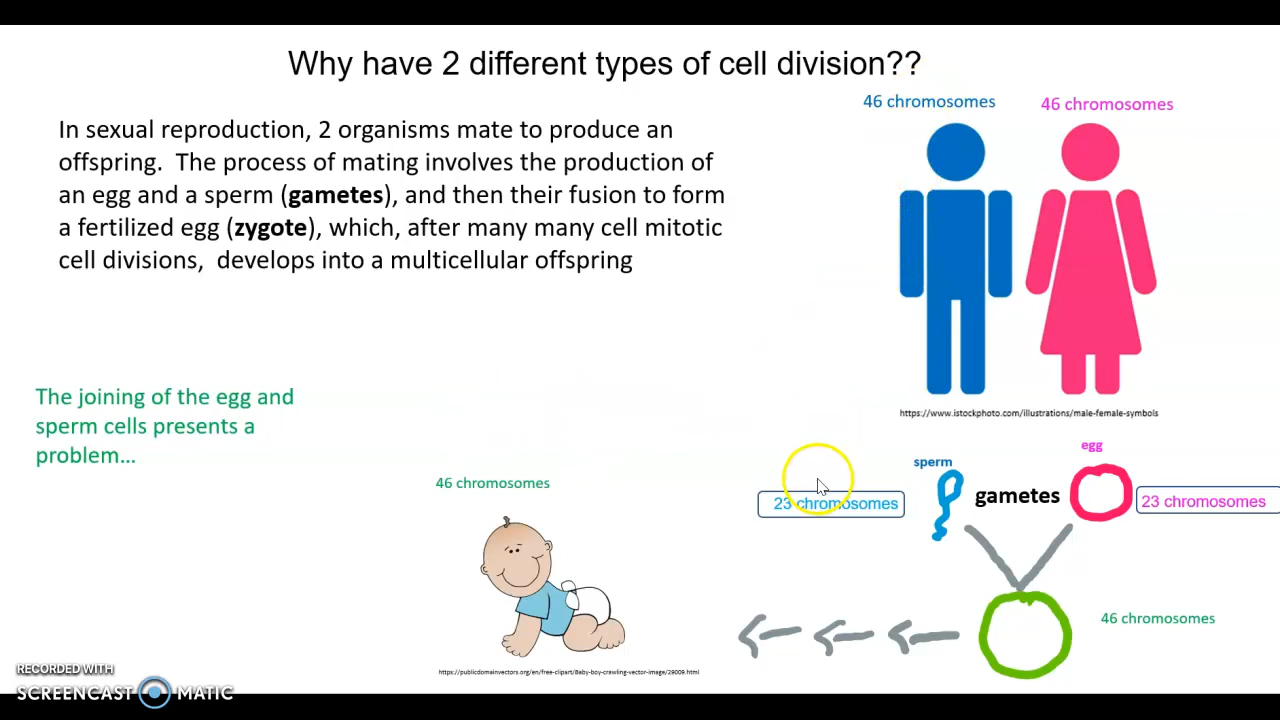 Why have 2 different types of cell division??
46 chromosomes
46 chromosomes
In sexual reproduction, 2 organisms mate to produce an
offspring. The process of mating involves the production of
an egg and a sperm (gametes), and then their fusion to form
a fertilized egg (zygote), which, after many many cell mitotic
cell divisions, develops into a multicellular offspring
https://www.istockphoto.com/illustrations/male-female-symbols
The joining of the egg and
sperm cells presents a
problem...
egg
sperm
46 chromosomes
gametes
23 chromosomes
23 chromosomes
46 chromosomes
https://publicdomainvectors.org/en/free-clipart/Baby-boy-crawling-vector-image/29009.html
RECORDED WITH
SCREENCAST MATIC